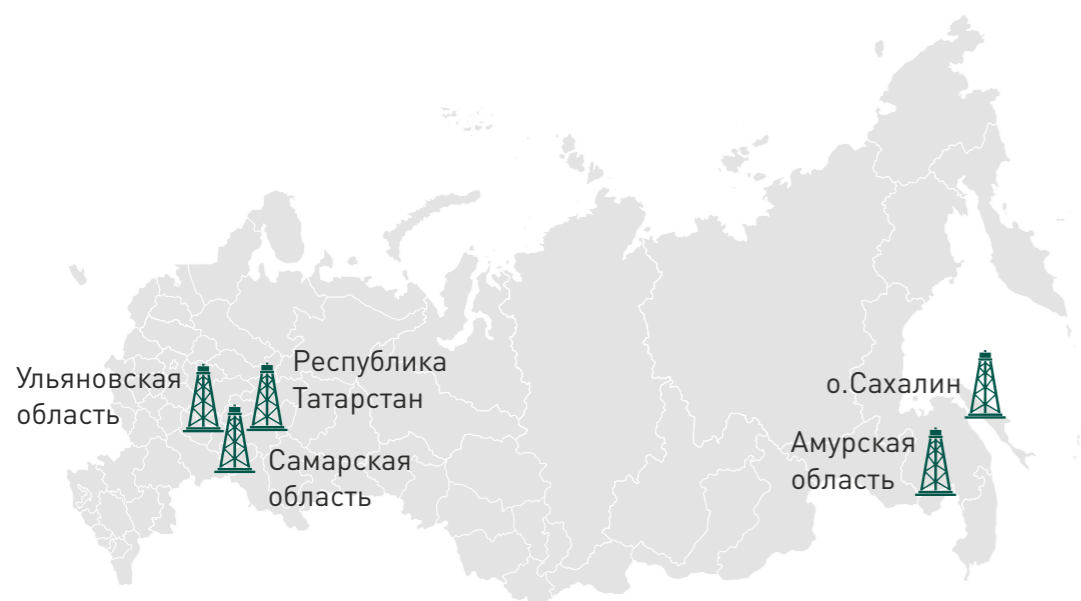 Ульяновская
область
Республика
Татарстан
Самарская
область
о.Сахалин
Амурская
область